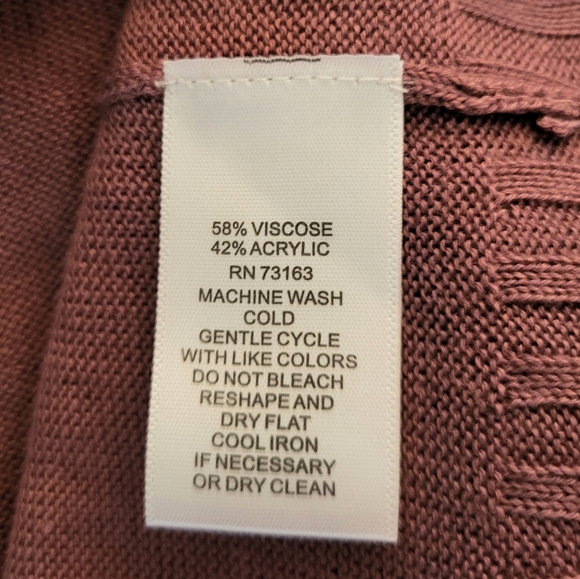 58% VISCOSE
42% ACRYLIC
RN 73163
MACHINE WASH
COLD
GENTLE CYCLE
WITH LIKE COLORS
DO NOT BLEACH
RESHAPE AND
DRY FLAT
COOL IRON
IF NECESSARY
OR DRY CLEAN